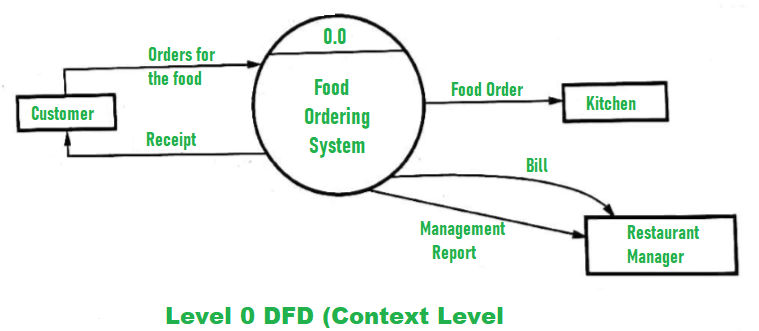 0.0
Orders for
the food
Food
Ordering
System
Food Order
Kitchen
Customer
Receipt
Bill
Management
Report
Restaurant
Manager
Level 0 DFD (Context Level